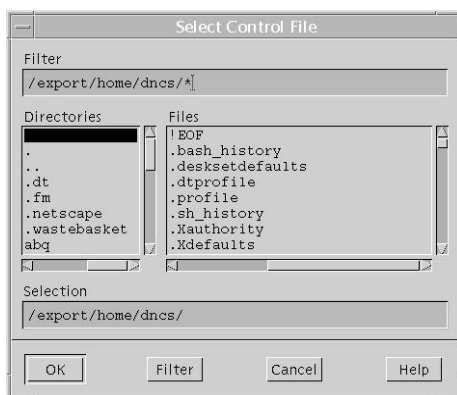 Select Control File
Filter
/export/home/dncs/*
Directories
.
..
.dt
.fm
.netscape
.wastebasket
abq
Files
!EOF
.bash_history
.desksetdefaults
.dtprofile
.profile
.sh_history
.Xauthority
.Xdefaults
Selection
/export/home/dncs/
OK
Filter
Cancel
Help